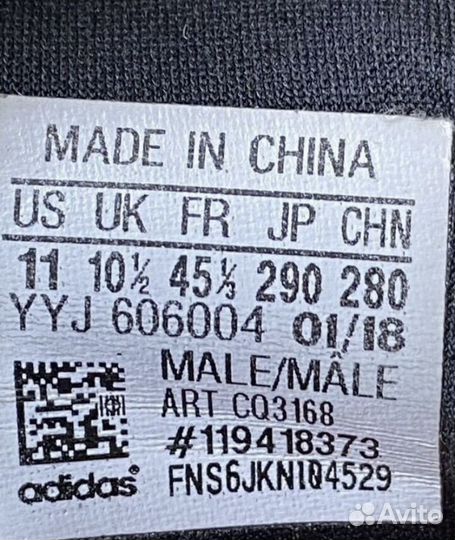 MADE IN CHINA
US UK FR JP CHN
11 10½ 45⅓ 290 280
YYJ 606004 01/18
MALE/MÂLE
ART CQ3168
#119418373
adidas FNS6JKN104529
Avito